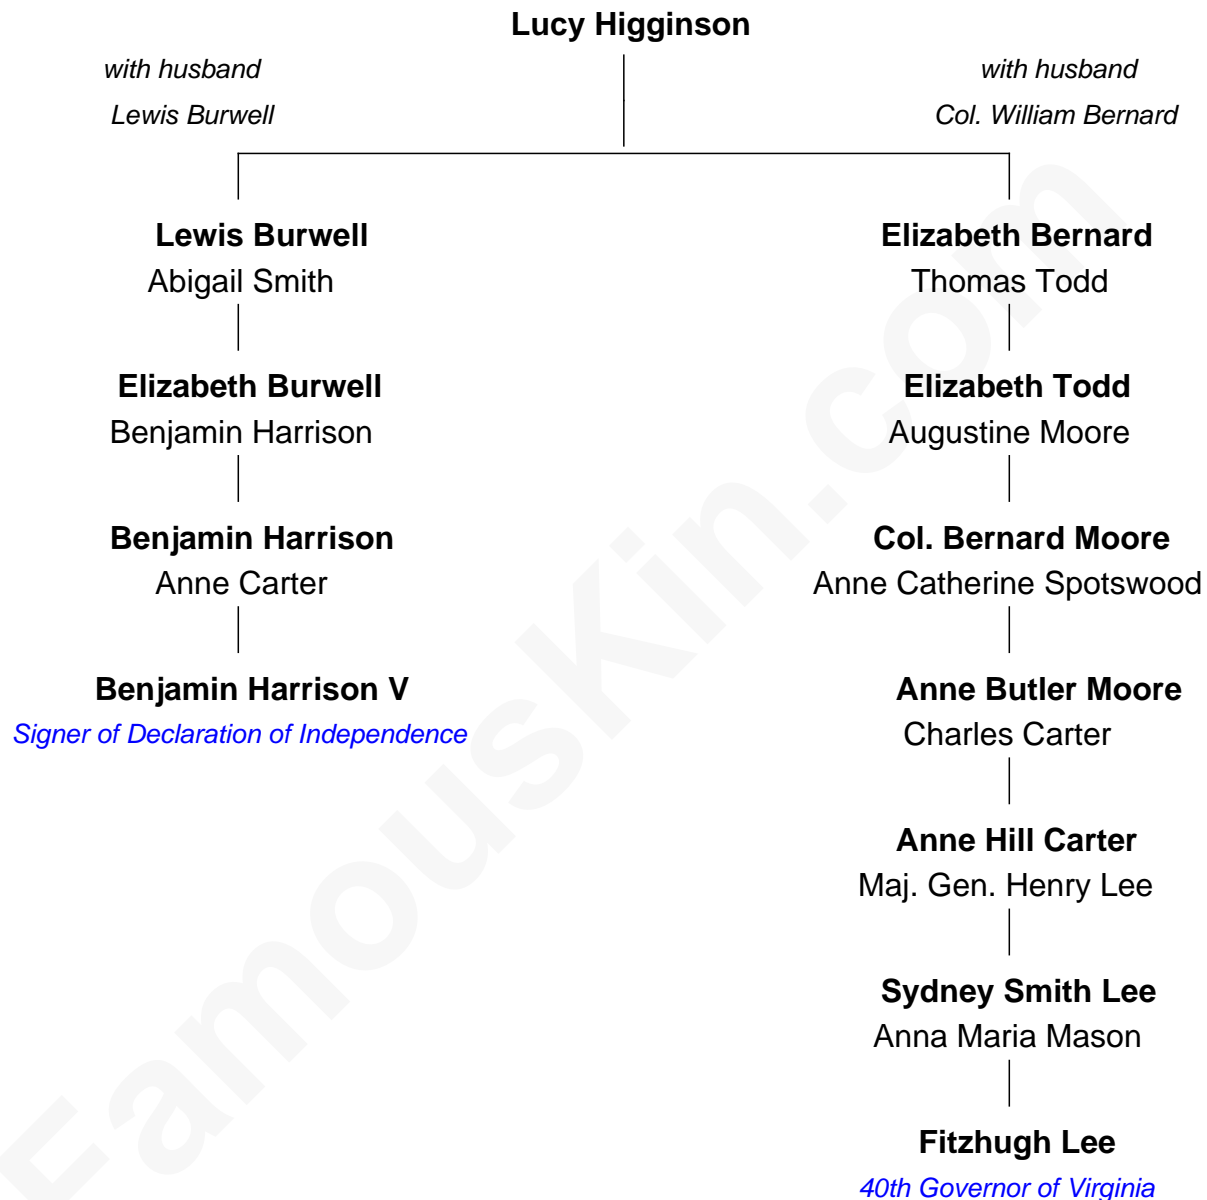 Lucy Higginson
with husband
Lewis Burwell
with husband
Col. William Bernard
Lewis Burwell
Abigail Smith
Elizabeth Burwell
Benjamin Harrison
Benjamin Harrison
Anne Carter
Benjamin Harrison V
Signer of Declaration of Independence
Elizabeth Bernard
Thomas Todd
Elizabeth Todd
Augustine Moore
Col. Bernard Moore
Anne Catherine Spotswood
Anne Butler Moore
Charles Carter
Anne Hill Carter
Maj. Gen. Henry Lee
Sydney Smith Lee
Anna Maria Mason
Fitzhugh Lee
40th Governor of Virginia
FamousKin.com